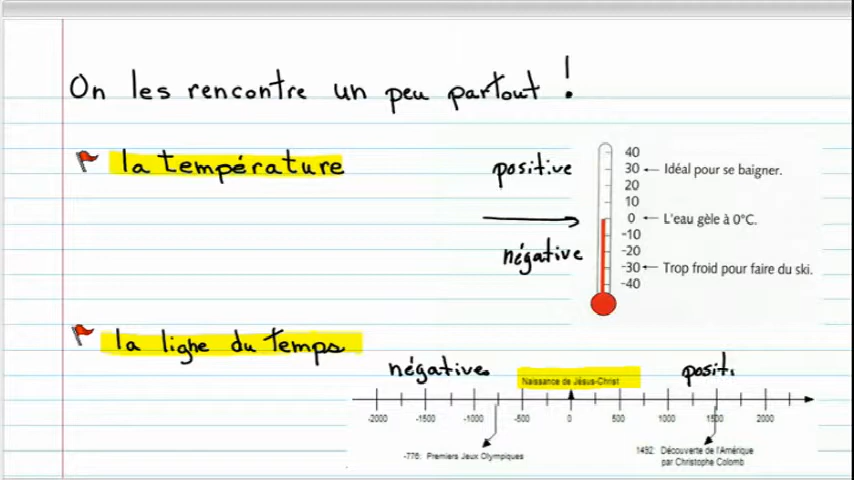 On les rencontre un peu partout !
la température
positive
négative
40
30 Idéal pour se baigner.
20
10
0 L'eau gèle à 0°C.
-10
-20
-30 Trop froid pour faire du ski.
-40
la ligne du temps
négatives
Naissance de Jésus-Christ
positi
-2000 -1500 -1000 -500 0 500 1000 1500 2000
-776: Premiers Jeux Olympiques
1492: Découverte de l'Amérique
par Christophe Colomb